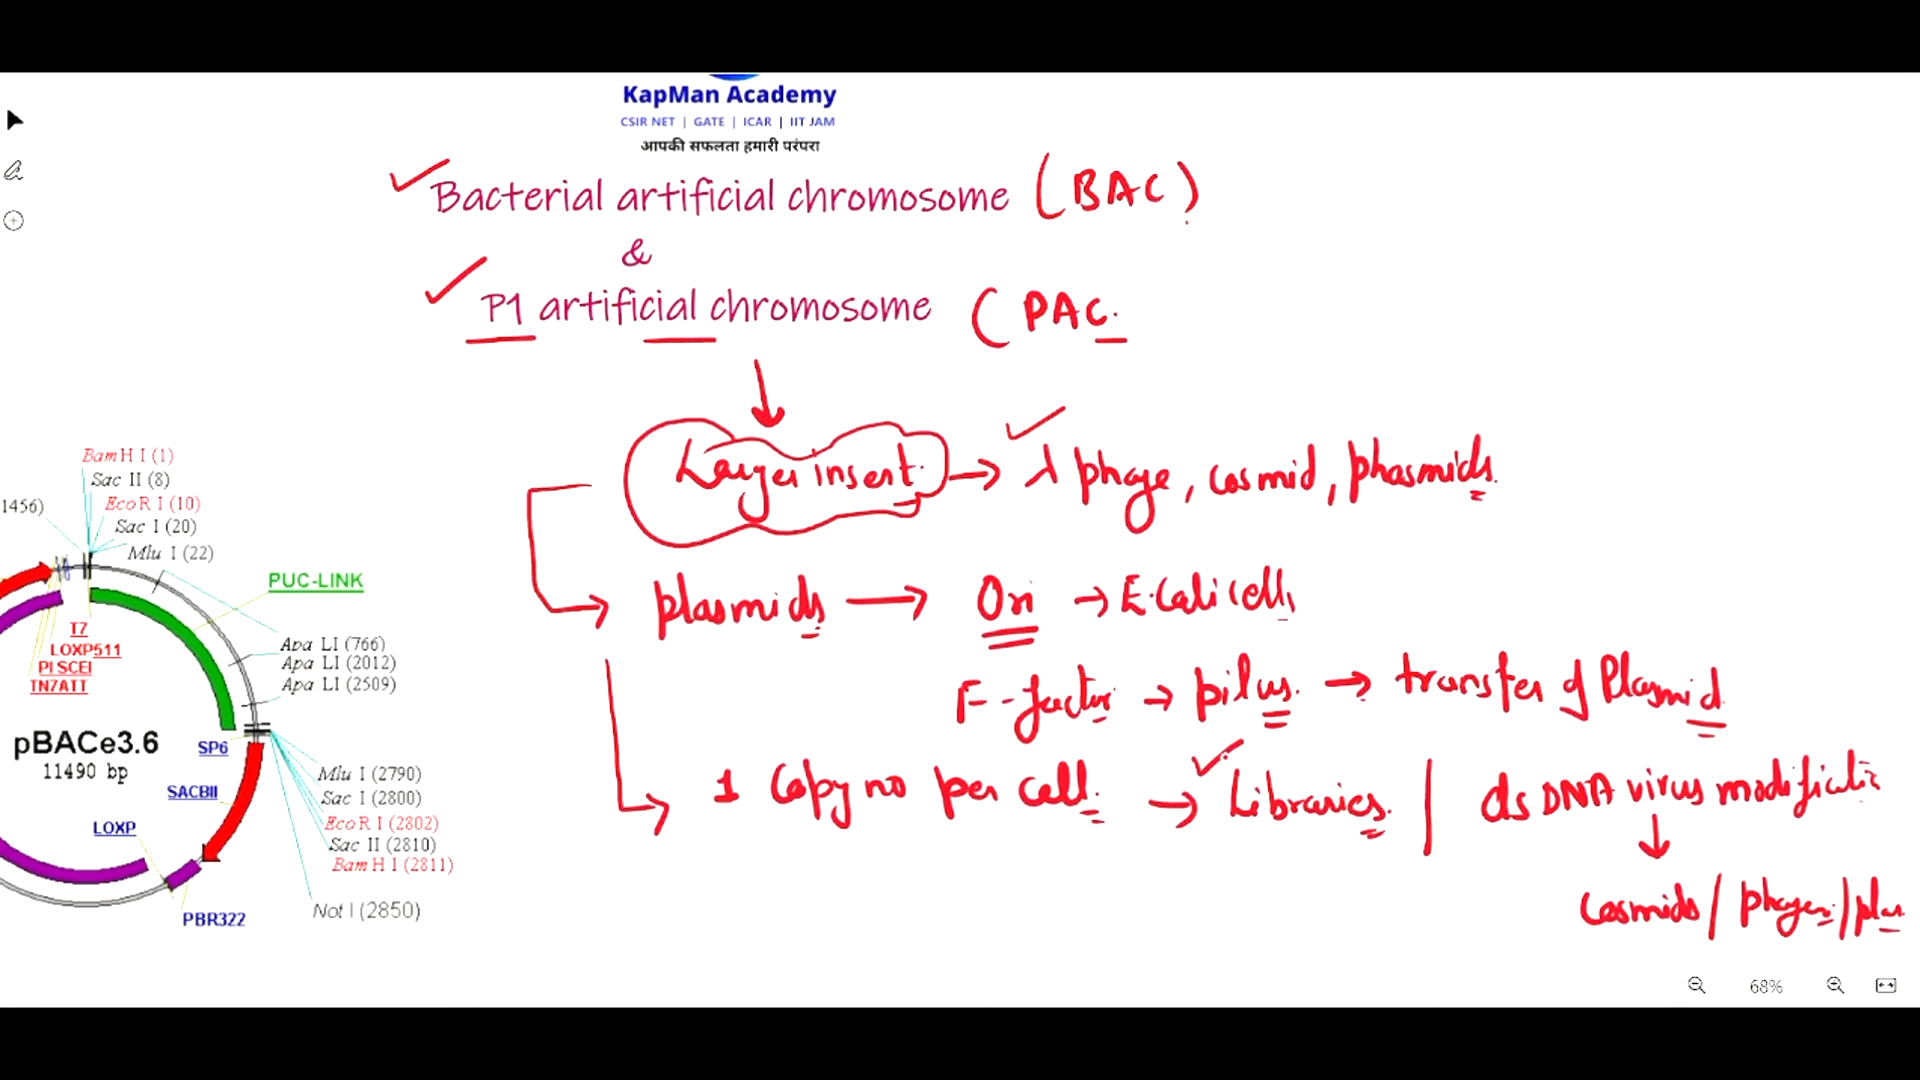 KapMan Academy
CSIR NET | GATE | ICAR | IIT JAM
आपकी सफलता हमारी परंपरा
Bacterial artificial chromosome (BAC)
&
P1 artificial chromosome (PAC.
Larger insert. → λ phage, cosmid, phasmids.
plasmids → Ori → E.Coli cells
F-factor → pilus. → transfer of Plasmid
1 Copy no per cell. → Libraries. | ds DNA virus
cosmids / phages /
BamH I (1)
Sac II (8)
EcoR I (10)
1456)
Sac I (20)
Mlu I (22)
PUC-LINK
T7
LOXP511
PI SCEI
TN7ATT
Apa LI (766)
Apa LI (2012)
Apa LI (2509)
pBACe3.6
11490 bp
SP6
SACBII
LOXP
PBR322
Mlu I (2790)
Sac I (2800)
EcoR I (2802)
Sac II (2810)
BamH I (2811)
Not I (2850)
68%